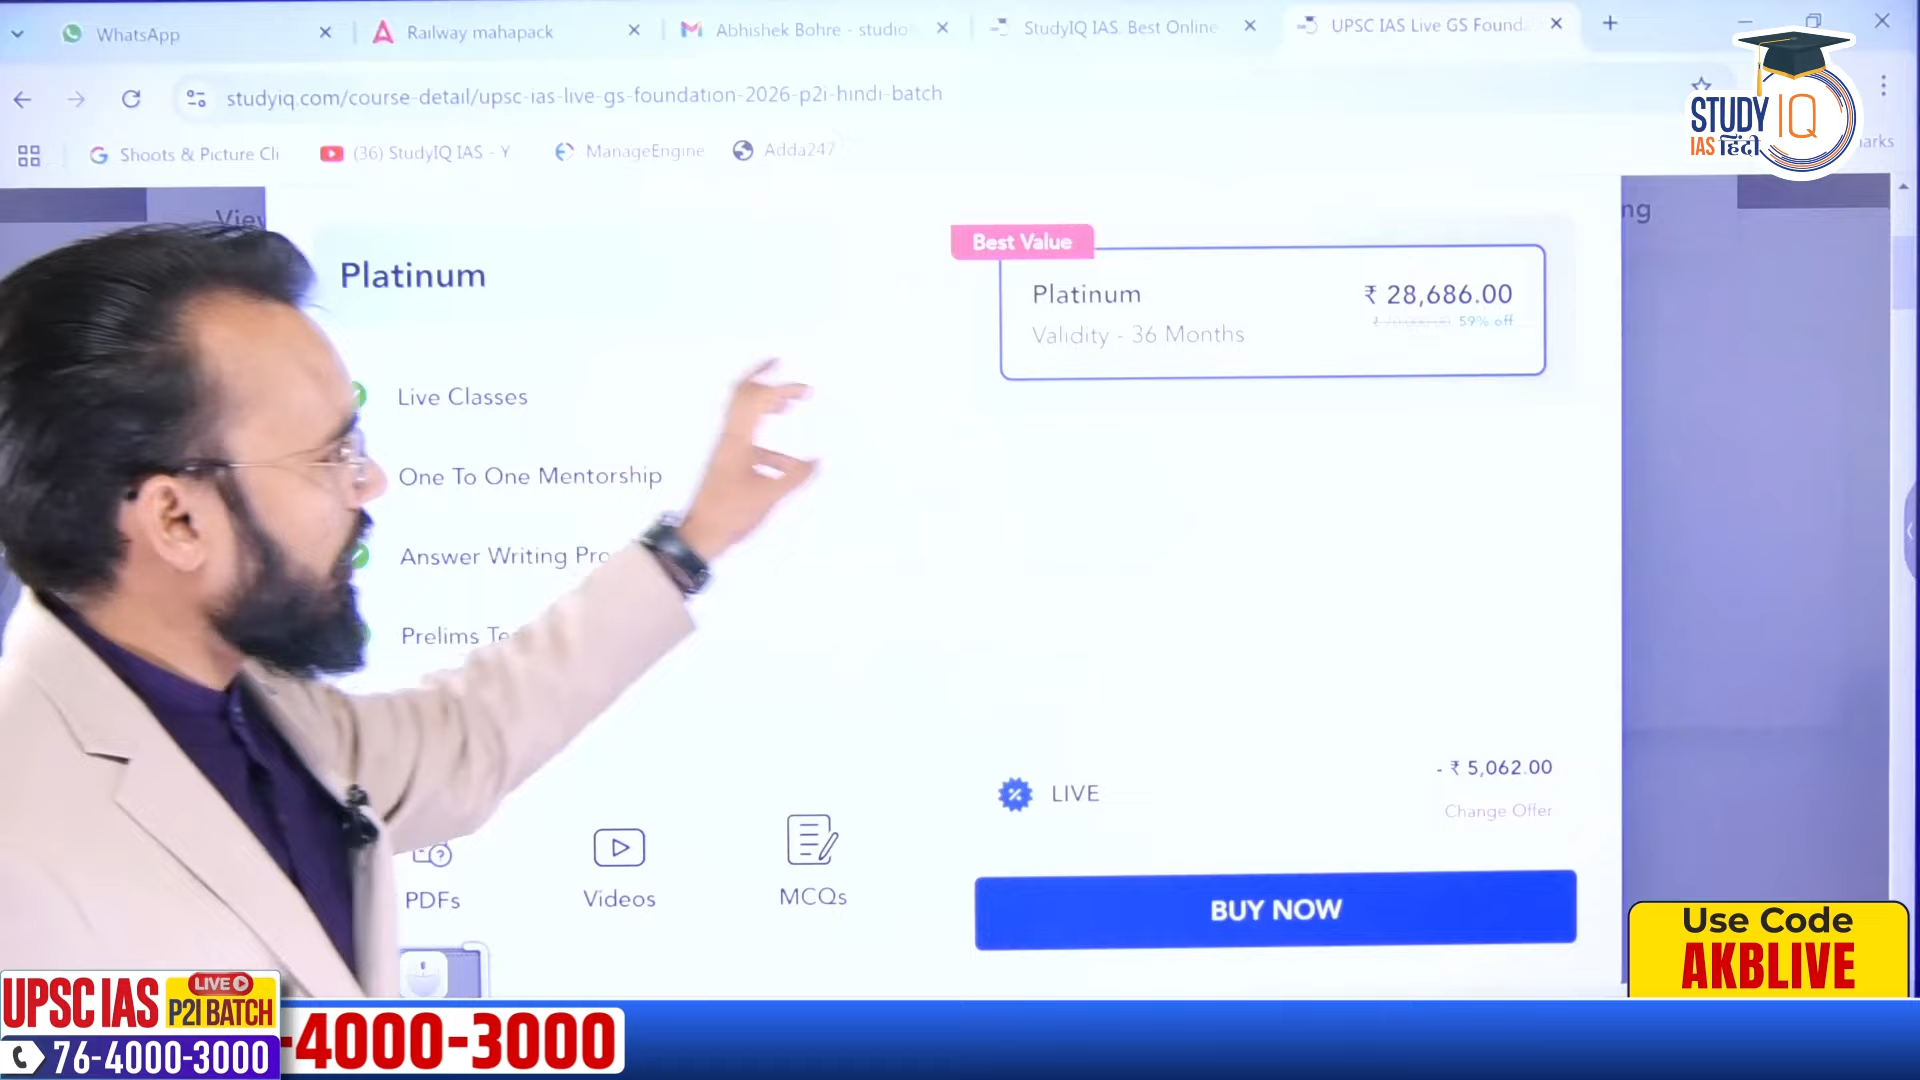 WhatsApp
Railway mahapack
Abhishek Bohre - studio
StudyIQ IAS: Best Online
UPSC IAS Live GS Found
studyiq.com/course-detail/upsc-ias-live-gs-foundation-2026-p2i-hindi-batch
Shoots & Picture Cli
(36) StudyIQ IAS - Y
ManageEngine
Adda247
arks
STUDY IQ
IAS हिंदी
View
ng
Platinum
Live Classes
One To One Mentorship
Answer Writing Pro
Prelims Te
PDFs
Videos
MCQs
Best Value
Platinum
₹ 28,686.00
59% off
Validity - 36 Months
LIVE
- ₹ 5,062.00
Change Offer
BUY NOW
Use Code
AKBLIVE
UPSC IAS
LIVE
P2I BATCH
76-4000-3000
-4000-3000